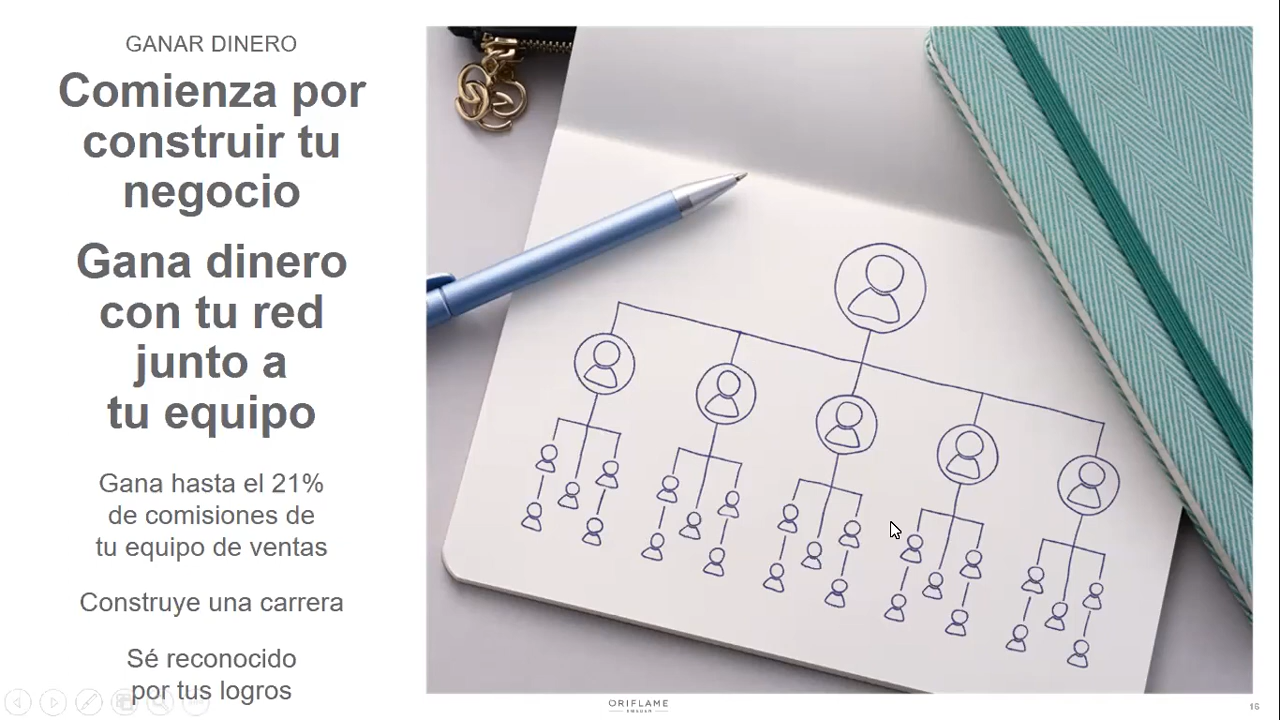 GANAR DINERO
Comienza por
construir tu
negocio
Gana dinero
con tu red
junto a
tu equipo
Gana hasta el 21%
de comisiones de
tu equipo de ventas
Construye una carrera
Sé reconocido
por tus logros
ORIFLAME
SWEDEN
16